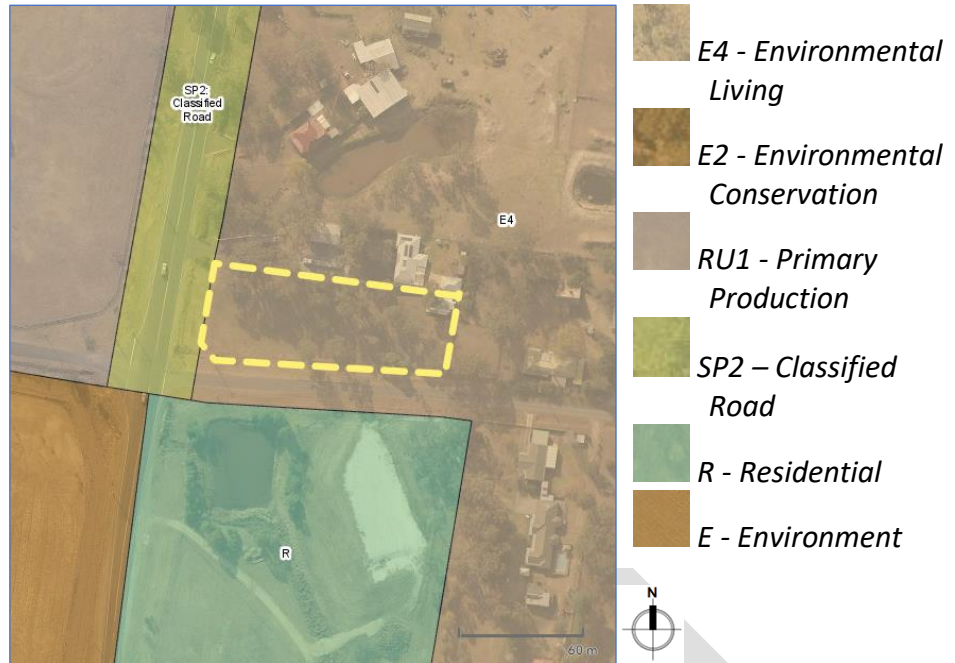 SP2:
Classified
Road
E4
R
60 m
E4 - Environmental
Living
E2 - Environmental
Conservation
RU1 - Primary
Production
SP2 – Classified
Road
R - Residential
E - Environment
N